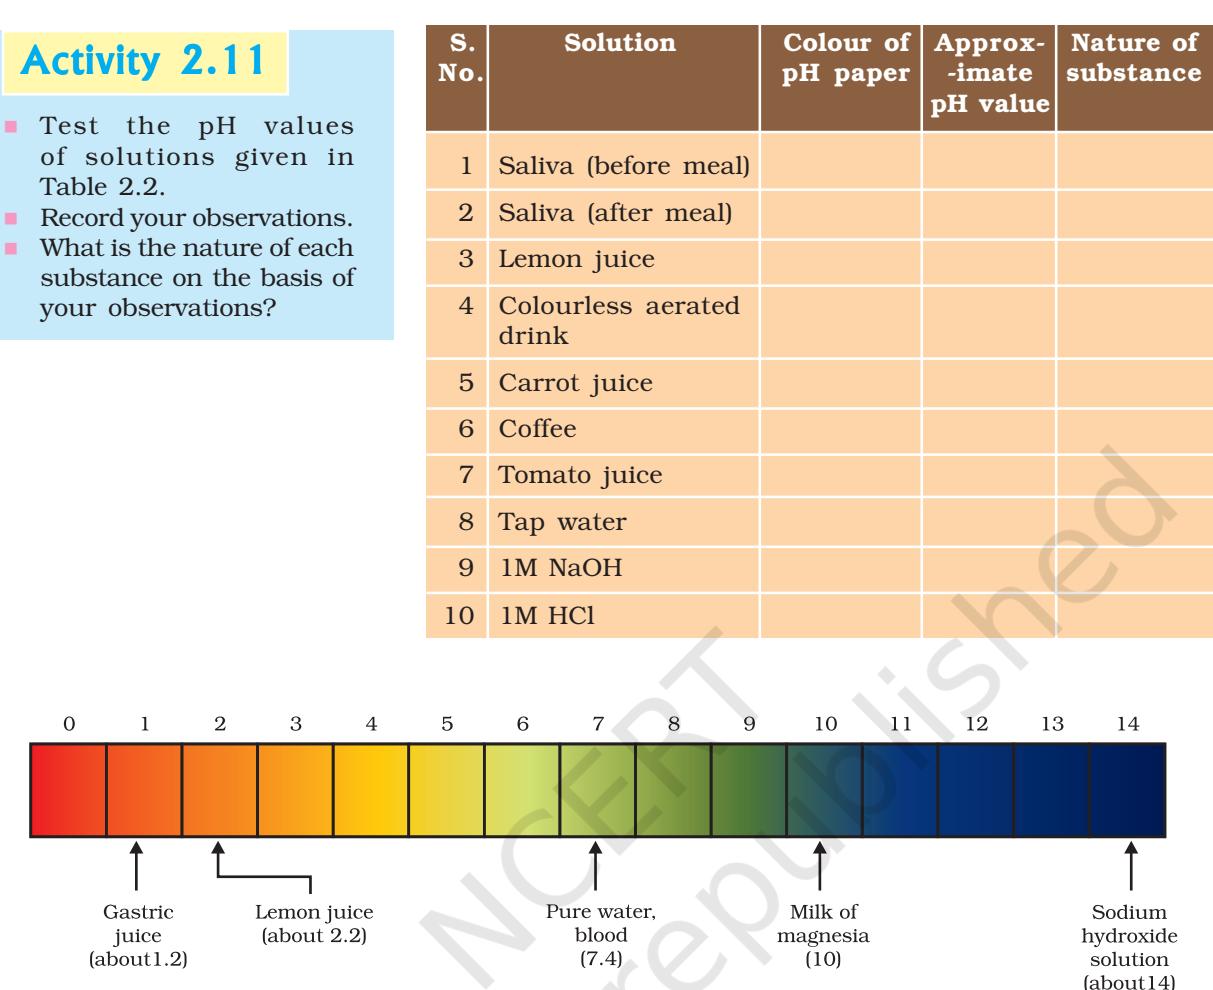 Activity 2.11
Test the pH values
of solutions given in
Table 2.2.
Record your observations.
What is the nature of each
substance on the basis of
your observations?
S. No. Solution Colour of pH paper Approx- -imate pH value Nature of substance
1 Saliva (before meal)
2 Saliva (after meal)
3 Lemon juice
4 Colourless aerated
drink
5 Carrot juice
6 Coffee
7 Tomato juice
8 Tap water
9 1M NaOH
10 1M HCl
0 1 2 3 4 5 6 7 8 9 10 11 12 13 14
Gastric
juice
(about1.2)
Lemon juice
(about 2.2)
Pure water,
blood
(7.4)
Milk of
magnesia
(10)
Sodium
hydroxide
solution
(about14)
NCERT
republished